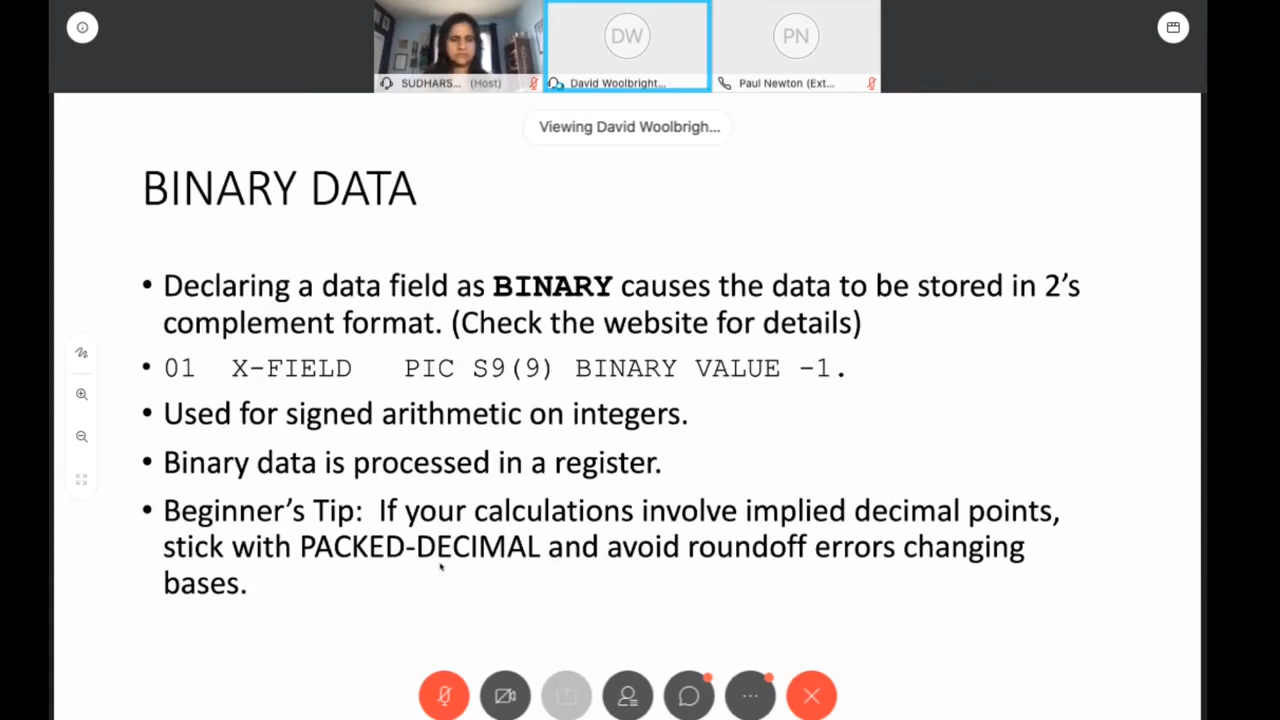 DW
PN
SUDHARS... (Host)
David Woolbright...
Paul Newton (Ext...
Viewing David Woolbrigh...
BINARY DATA
• Declaring a data field as BINARY causes the data to be stored in 2’s
complement format. (Check the website for details)
• 01 X-FIELD PIC S9(9) BINARY VALUE -1.
• Used for signed arithmetic on integers.
• Binary data is processed in a register.
• Beginner’s Tip: If your calculations involve implied decimal points,
stick with PACKED-DECIMAL and avoid roundoff errors changing
bases.